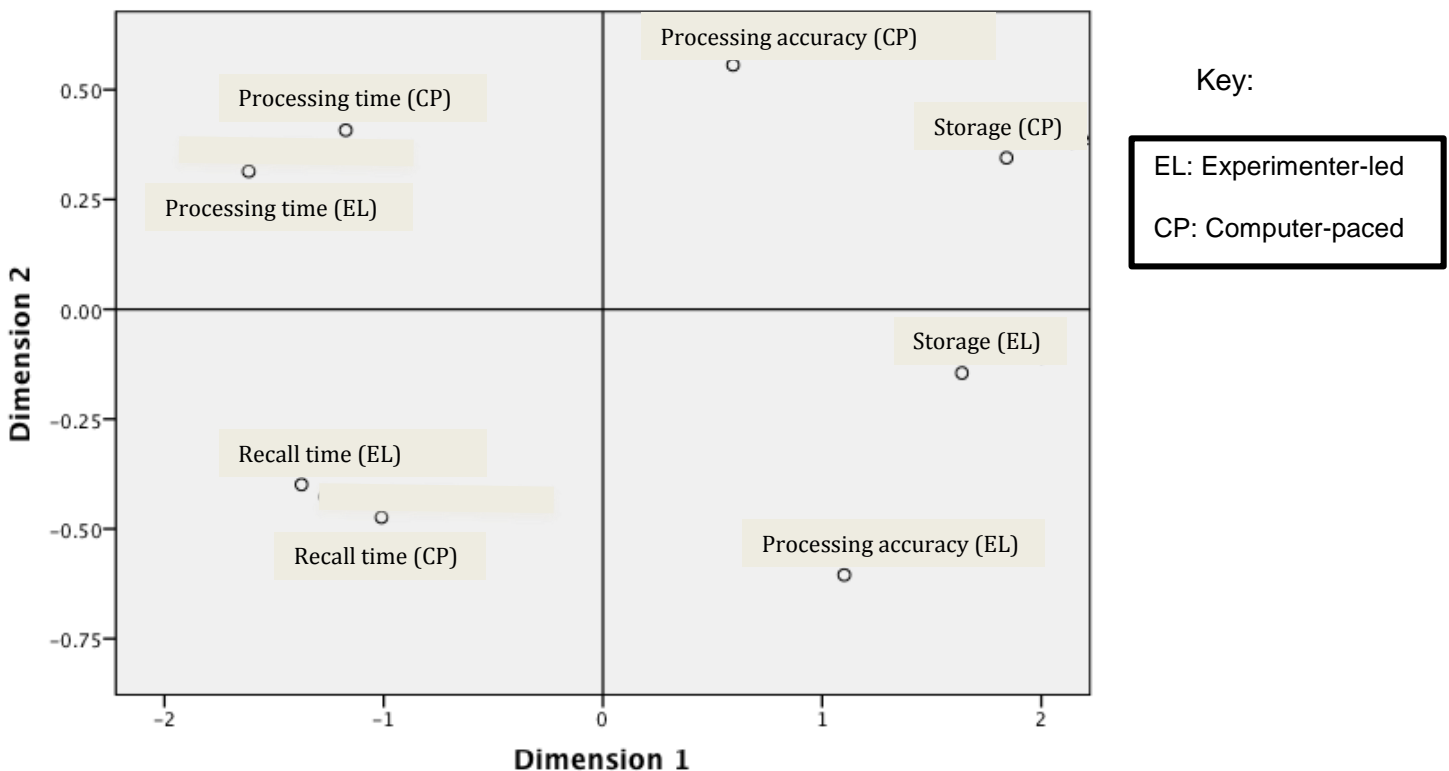 Processing accuracy (CP)
Key:
0.50
Processing time (CP)
Storage (CP)
EL: Experimenter-led
0.25
Processing time (EL)
CP: Computer-paced
Dimension 2
0.00
Storage (EL)
-0.25
Recall time (EL)
-0.50
Recall time (CP)
Processing accuracy (EL)
-0.75
-2 -1 0 1 2
Dimension 1